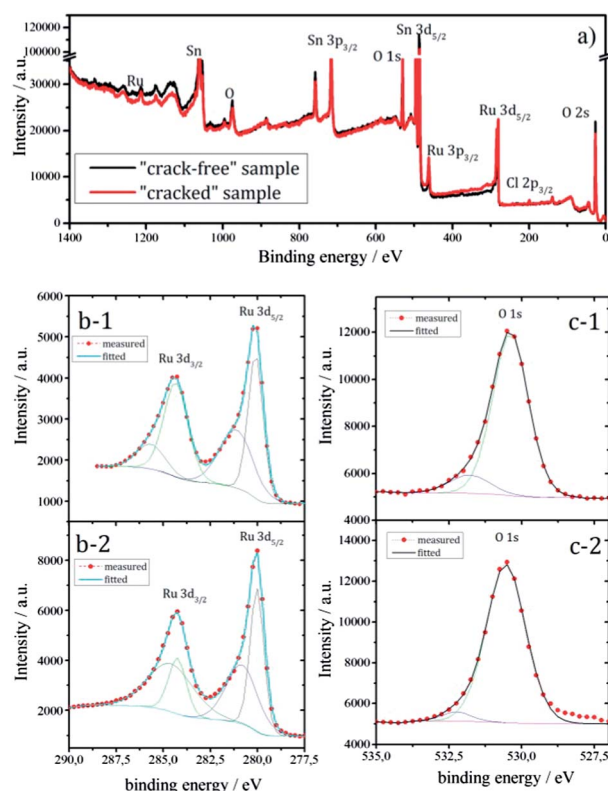 a)
Intensity / a.u.
120000
100000
30000
20000
10000
0
Ru
Sn
O
Sn 3p3/2
O 1s
Sn 3d5/2
Ru 3p3/2
Ru 3d5/2
Cl 2p3/2
O 2s
"crack-free" sample
"cracked" sample
1400 1200 1000 800 600 400 200 0
Binding energy / eV
b-1
measured
fitted
Ru 3d3/2
Ru 3d5/2
Intensity / a.u.
6000
5000
4000
3000
2000
1000
c-1
measured
fitted
O 1s
Intensity / a.u.
12000
10000
8000
6000
4000
b-2
measured
fitted
Ru 3d3/2
Ru 3d5/2
Intensity / a.u.
8000
6000
4000
2000
290,0 287,5 285,0 282,5 280,0 277,5
binding energy / eV
c-2
measured
fitted
O 1s
Intensity / a.u.
14000
12000
10000
8000
6000
4000
535,0 532,5 530,0 527,5
binding energy / eV